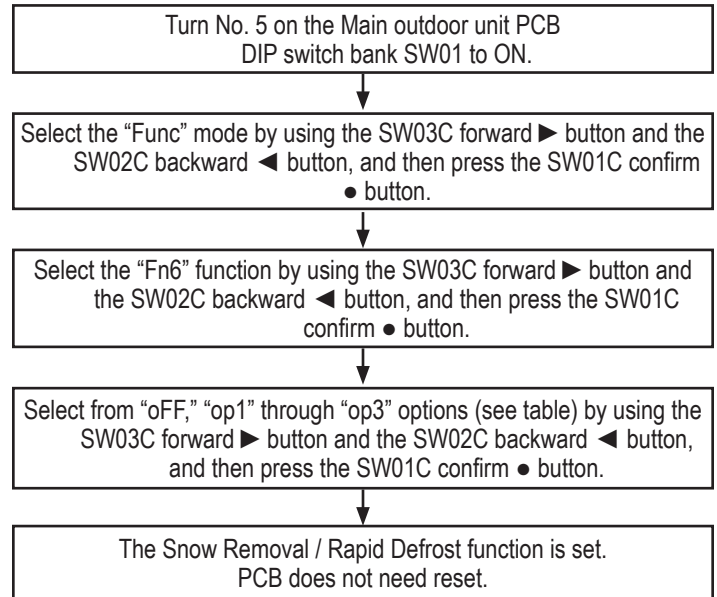 Turn No. 5 on the Main outdoor unit PCB
DIP switch bank SW01 to ON.
Select the “Func” mode by using the SW03C forward ► button and the
SW02C backward ◄ button, and then press the SW01C confirm
● button.
Select the “Fn6” function by using the SW03C forward ► button and
the SW02C backward ◄ button, and then press the SW01C
confirm ● button.
Select from “oFF,” “op1” through “op3” options (see table) by using the
SW03C forward ► button and the SW02C backward ◄ button,
and then press the SW01C confirm ● button.
The Snow Removal / Rapid Defrost function is set.
PCB does not need reset.